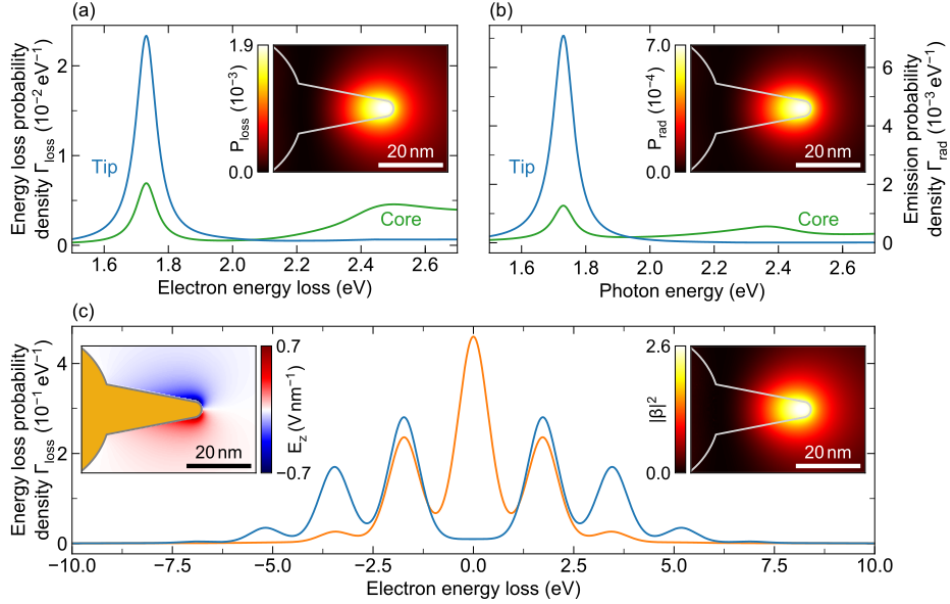 (a)
Energy loss probability
density Γloss (10⁻² eV⁻¹)
2
1
0
Tip
Core
1.9
0.0
Ploss (10⁻³)
20 nm
1.6
1.8
2.0
2.2
2.4
2.6
Electron energy loss (eV)
(b)
Tip
Core
7.0
0.0
Prad (10⁻⁴)
20 nm
8
6
4
2
0
Emission probability
density Γrad (10⁻³ eV⁻¹)
1.6
1.8
2.0
2.2
2.4
2.6
Photon energy (eV)
(c)
Energy loss probability
density Γloss (10⁻¹ eV⁻¹)
4
2
0
20 nm
0.7
−0.7
Ez (V nm⁻¹)
2.6
0.0
|β|²
20 nm
−10.0
−7.5
−5.0
−2.5
0.0
2.5
5.0
7.5
10.0
Electron energy loss (eV)